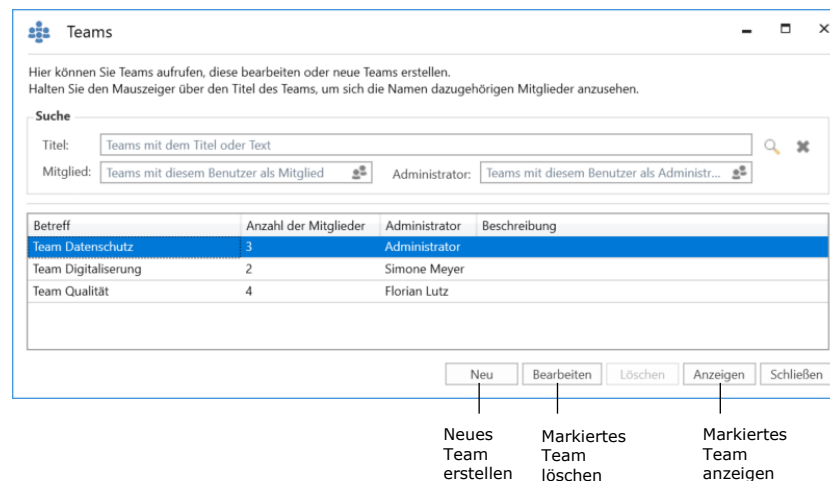 Teams
Hier können Sie Teams aufrufen, diese bearbeiten oder neue Teams erstellen.
Halten Sie den Mauszeiger über den Titel des Teams, um sich die Namen dazugehörigen Mitglieder anzusehen.
Suche
Titel: Teams mit dem Titel oder Text
Mitglied: Teams mit diesem Benutzer als Mitglied Administrator: Teams mit diesem Benutzer als Administr...
Betreff Anzahl der Mitglieder Administrator Beschreibung
Team Datenschutz 3 Administrator
Team Digitaliserung 2 Simone Meyer
Team Qualität 4 Florian Lutz
Neu Bearbeiten Löschen Anzeigen Schließen
Neues Markiertes Markiertes
Team Team Team
erstellen löschen anzeigen